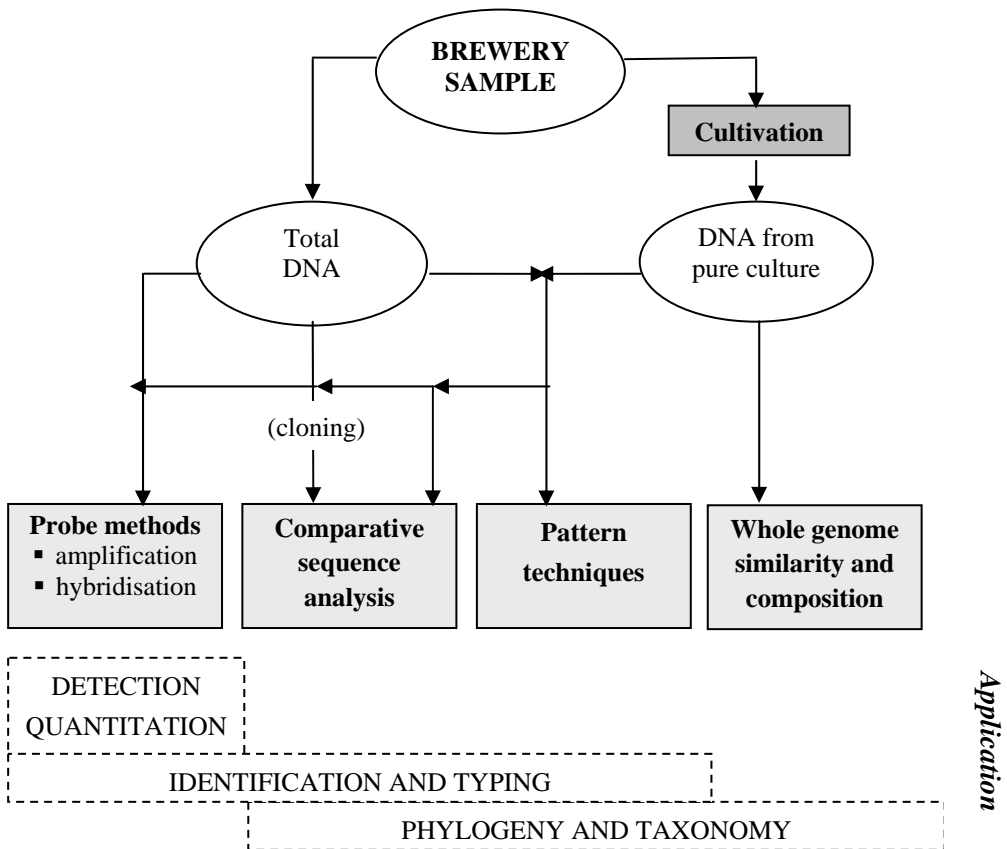 BREWERY
SAMPLE
Cultivation
Total
DNA
DNA from
pure culture
(cloning)
Probe methods
▪ amplification
▪ hybridisation
Comparative
sequence
analysis
Pattern
techniques
Whole genome
similarity and
composition
DETECTION
QUANTITATION
IDENTIFICATION AND TYPING
PHYLOGENY AND TAXONOMY
Application